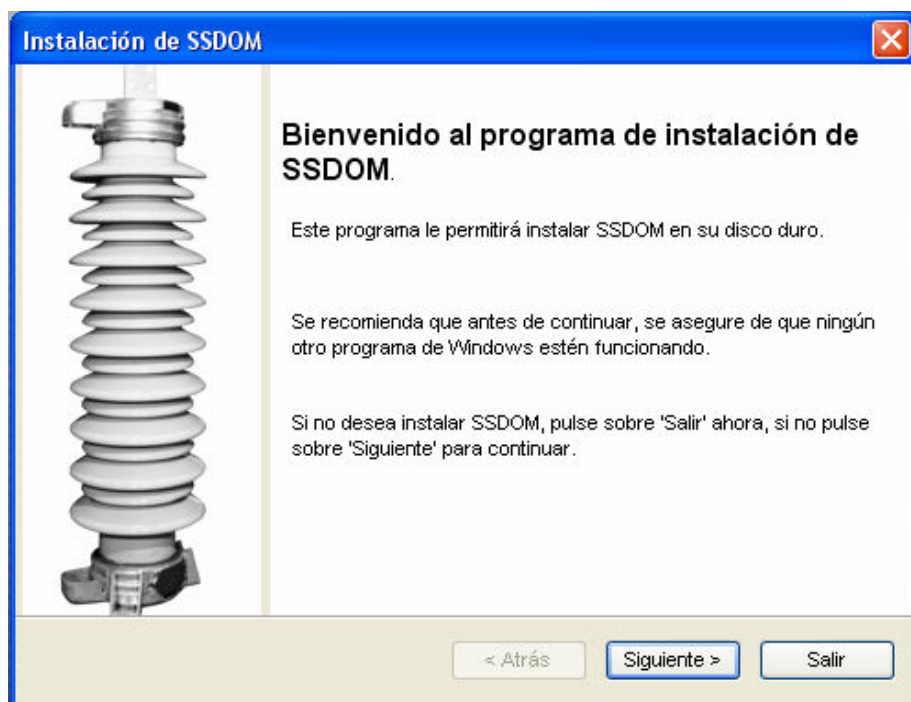 Instalación de SSDOM
Bienvenido al programa de instalación de
SSDOM.
Este programa le permitirá instalar SSDOM en su disco duro.
Se recomienda que antes de continuar, se asegure de que ningún
otro programa de Windows estén funcionando.
Si no desea instalar SSDOM, pulse sobre 'Salir' ahora, si no pulse
sobre 'Siguiente' para continuar.
< Atrás
Siguiente >
Salir